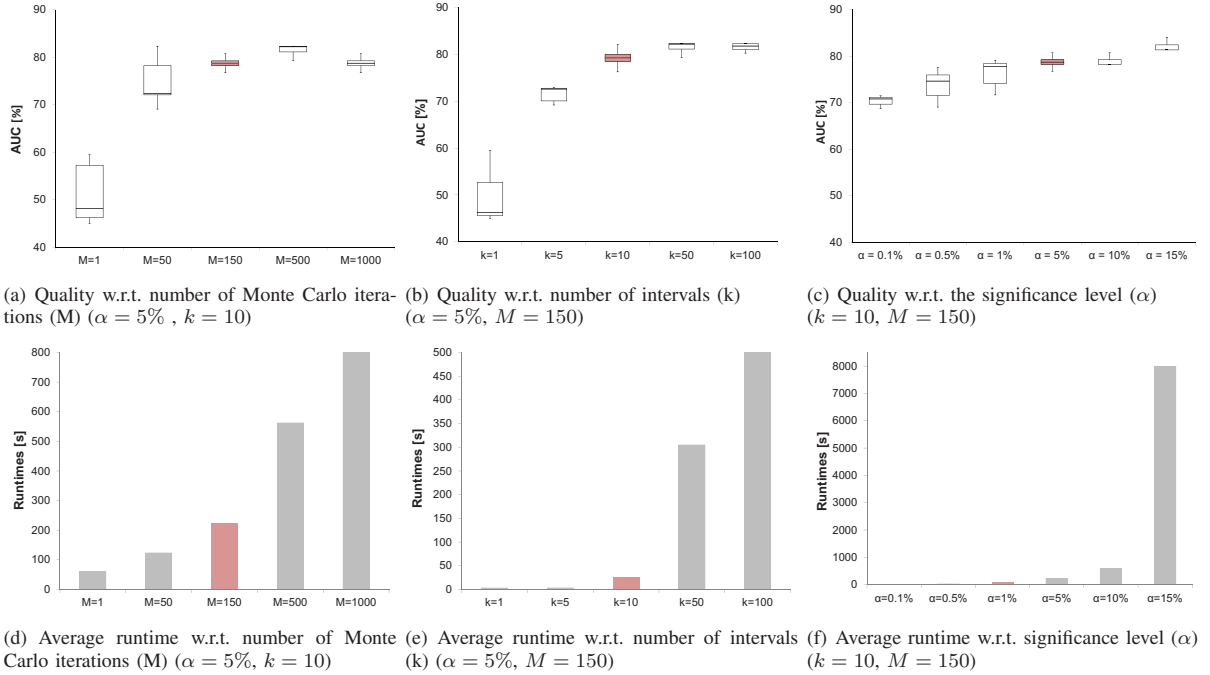 90
80
70
60
50
40
AUC [%]
M=1 M=50 M=150 M=500 M=1000
(a) Quality w.r.t. number of Monte Carlo itera-
tions (M) (α = 5% , k = 10)
90
80
70
60
50
40
AUC [%]
k=1 k=5 k=10 k=50 k=100
(b) Quality w.r.t. number of intervals (k)
(α = 5%, M = 150)
90
80
70
60
50
40
AUC [%]
α = 0.1% α = 0.5% α = 1% α = 5% α = 10% α = 15%
(c) Quality w.r.t. the significance level (α)
(k = 10, M = 150)
800
700
600
500
400
300
200
100
0
Runtimes [s]
M=1 M=50 M=150 M=500 M=1000
(d) Average runtime w.r.t. number of Monte
Carlo iterations (M) (α = 5%, k = 10)
500
450
400
350
300
250
200
150
100
50
0
Runtimes [s]
k=1 k=5 k=10 k=50 k=100
(e) Average runtime w.r.t. number of intervals
(k) (α = 5%, M = 150)
8000
7000
6000
5000
4000
3000
2000
1000
0
Runtimes [s]
α=0.1% α=0.5% α=1% α=5% α=10% α=15%
(f) Average runtime w.r.t. significance level (α)
(k = 10, M = 150)